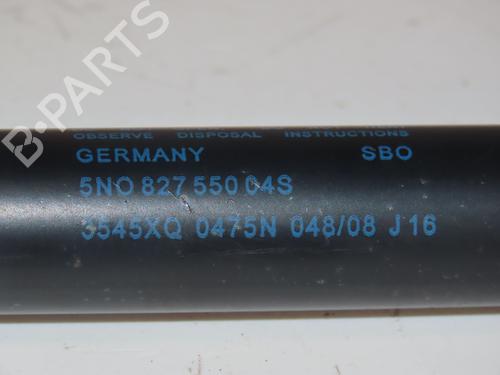 B-PARTS
OBSERVE DISPOSAL INSTRUCTIONS
GERMANY SBO
5N0 827 550 04S
3545XQ 0475N 048/08 J16